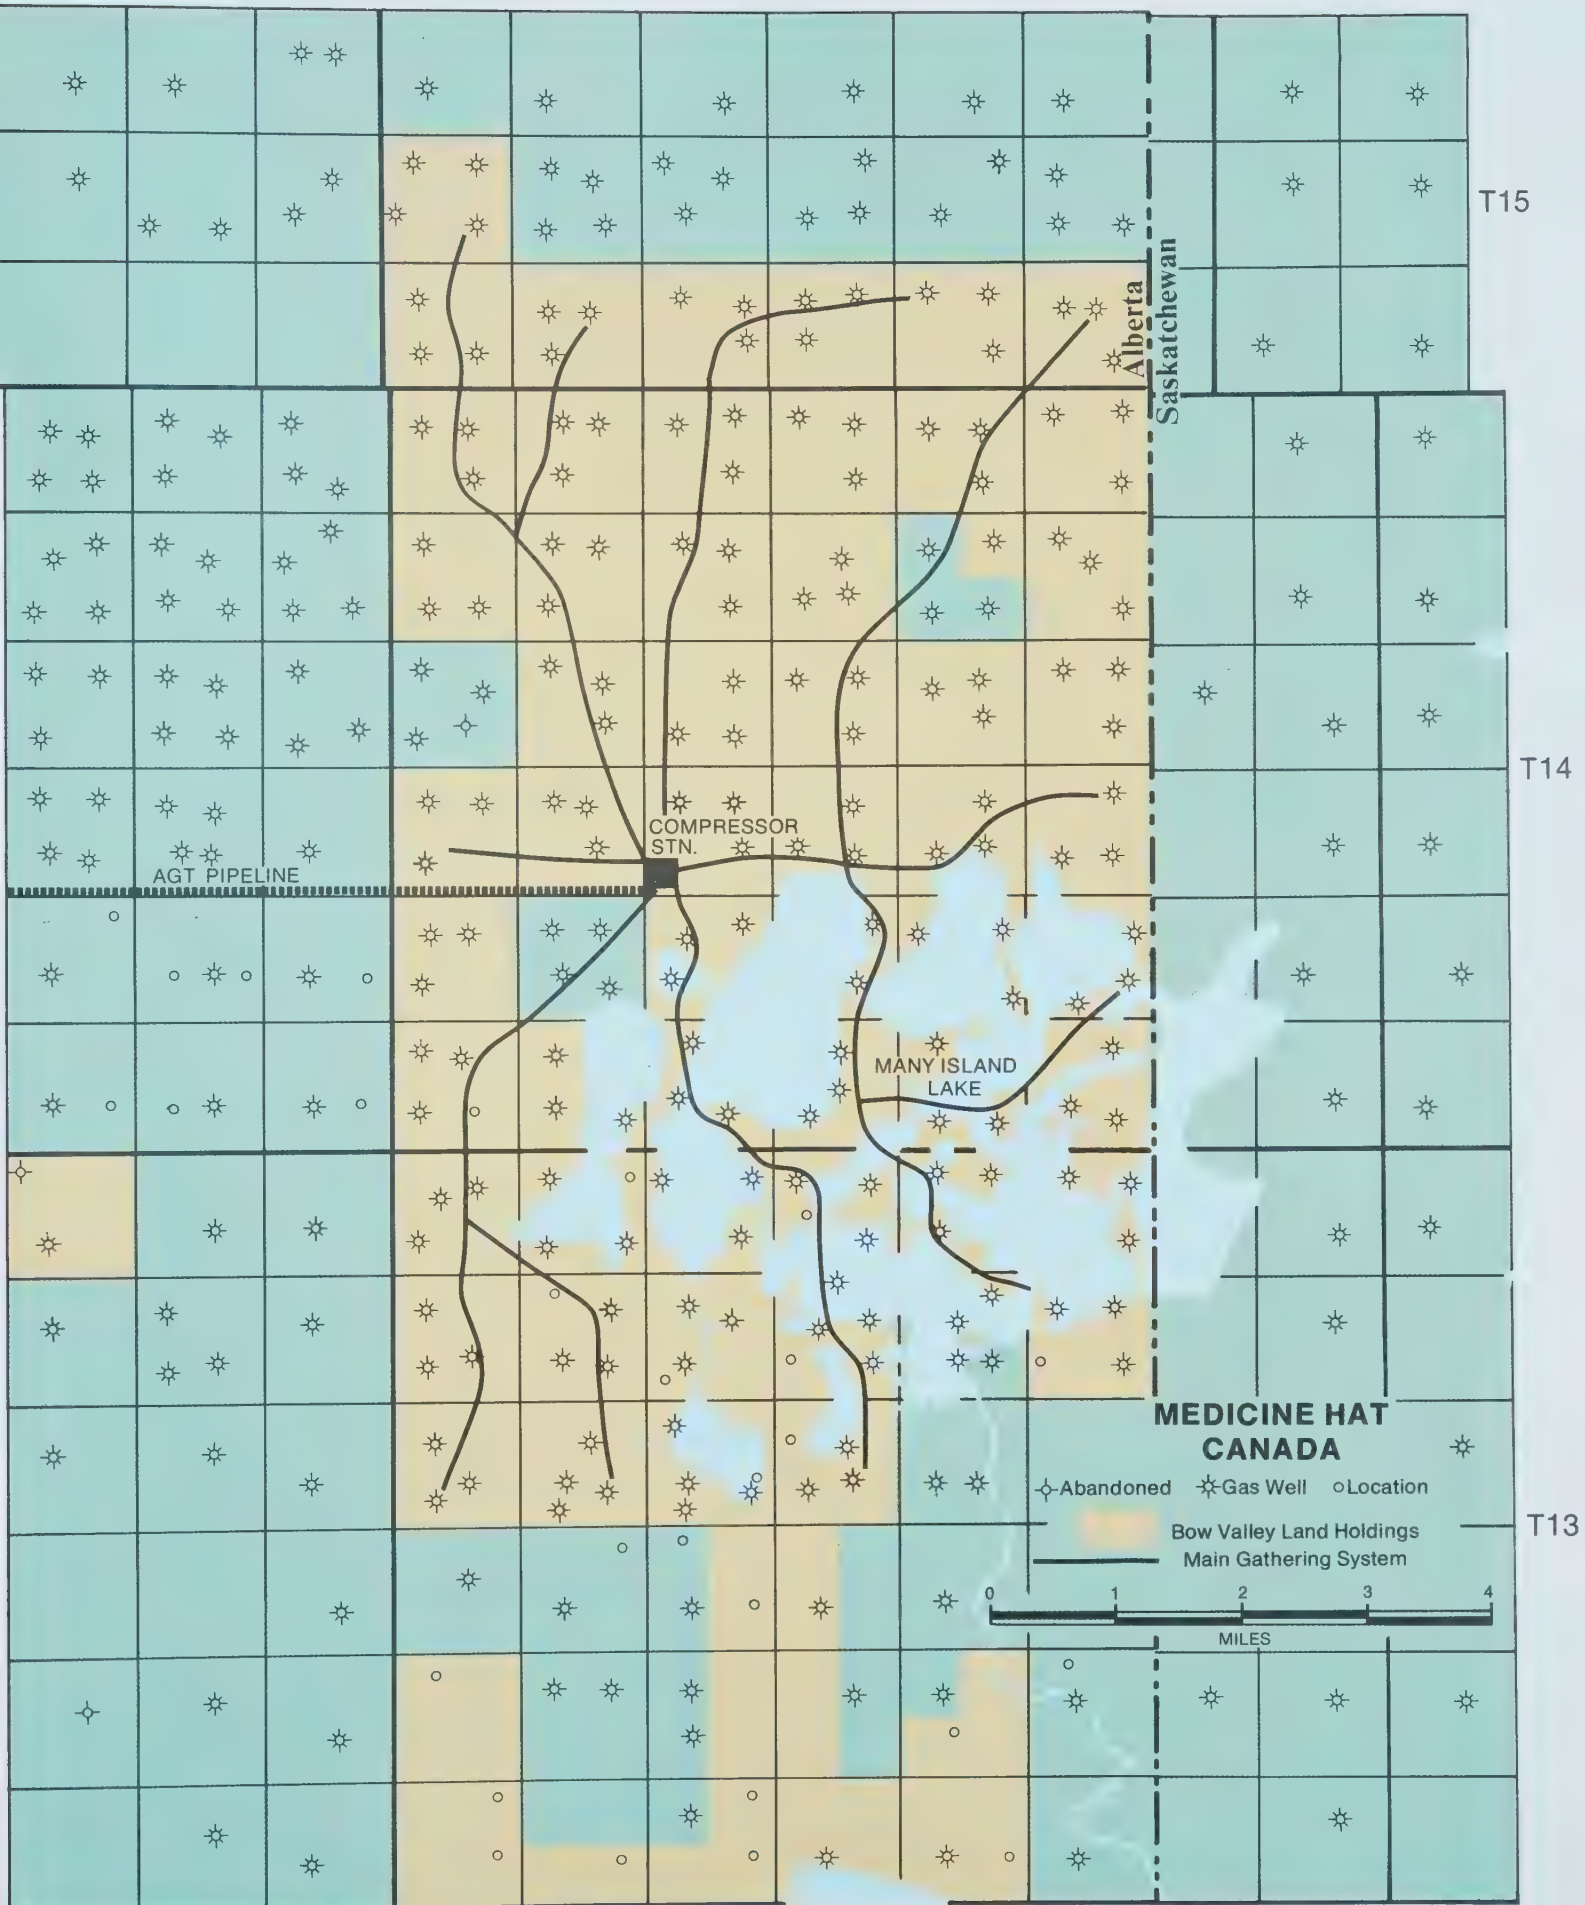 T15
Alberta
Saskatchewan
T14
COMPRESSOR
STN.
AGT PIPELINE
MANY ISLAND
LAKE
MEDICINE HAT
CANADA
Abandoned Gas Well Location
Bow Valley Land Holdings
T13
Main Gathering System
0 1 2 3 4
MILES